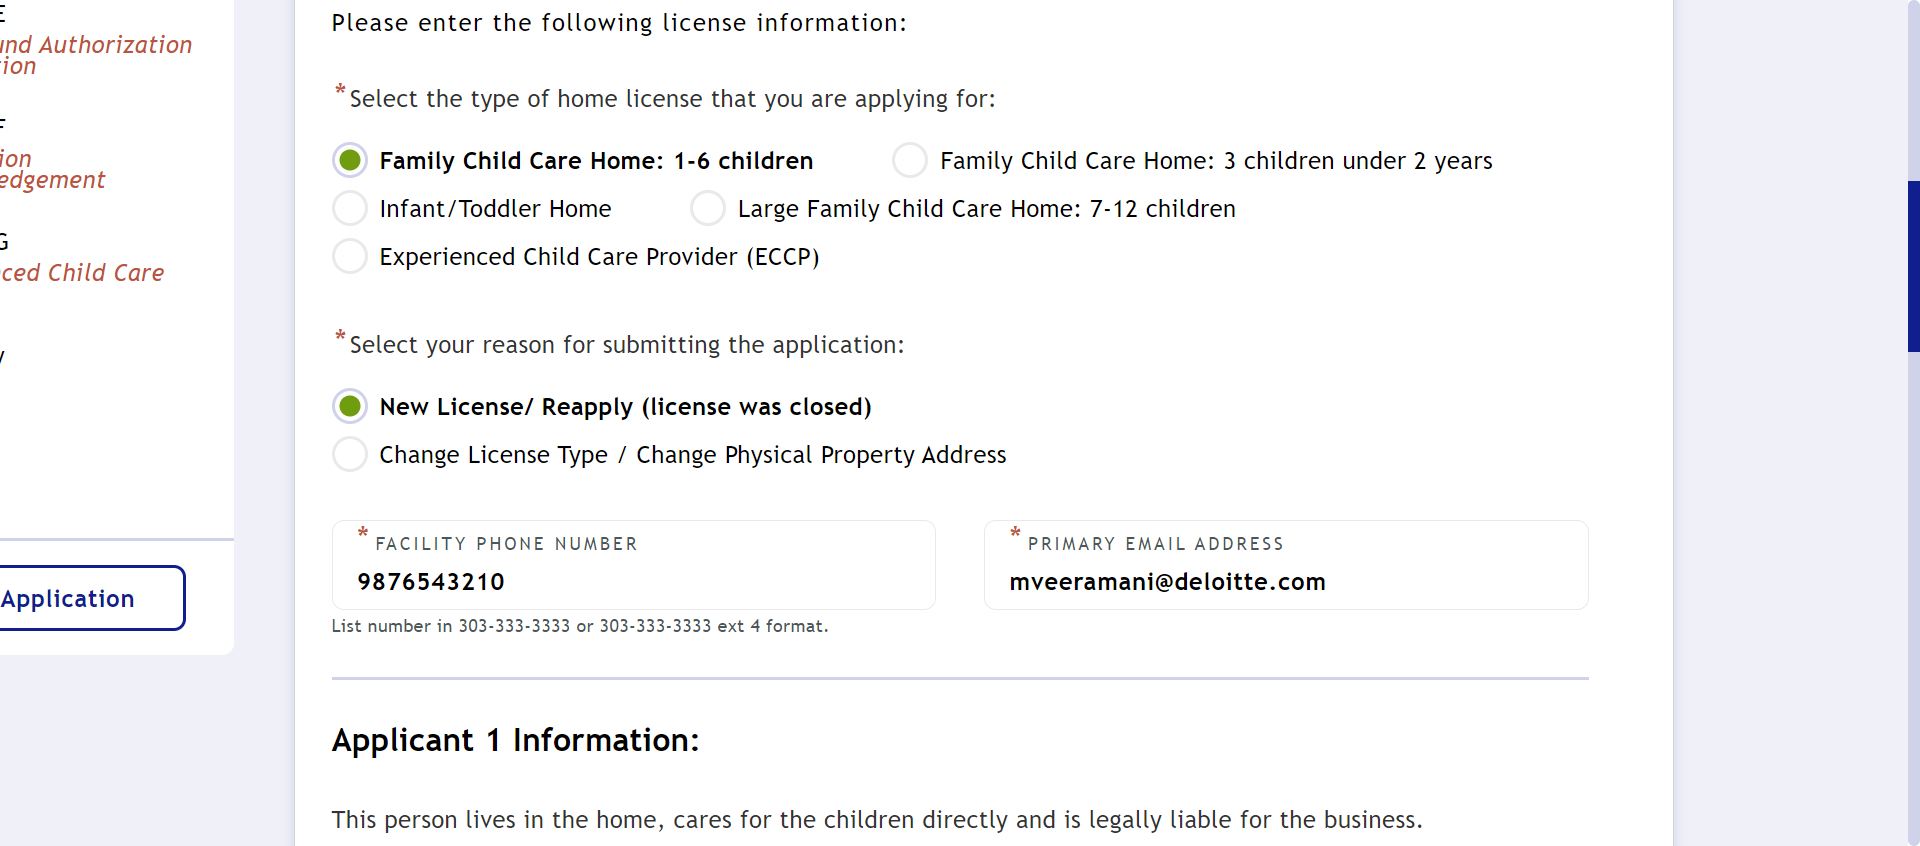 E
und Authorization
ion
F
ion
edgement
G
ced Child Care
y
Application
Please enter the following license information:
*Select the type of home license that you are applying for:
Family Child Care Home: 1-6 children
Family Child Care Home: 3 children under 2 years
Infant/Toddler Home
Large Family Child Care Home: 7-12 children
Experienced Child Care Provider (ECCP)
*Select your reason for submitting the application:
New License/ Reapply (license was closed)
Change License Type / Change Physical Property Address
*FACILITY PHONE NUMBER
9876543210
List number in 303-333-3333 or 303-333-3333 ext 4 format.
*PRIMARY EMAIL ADDRESS
mveeramani@deloitte.com
Applicant 1 Information:
This person lives in the home, cares for the children directly and is legally liable for the business.